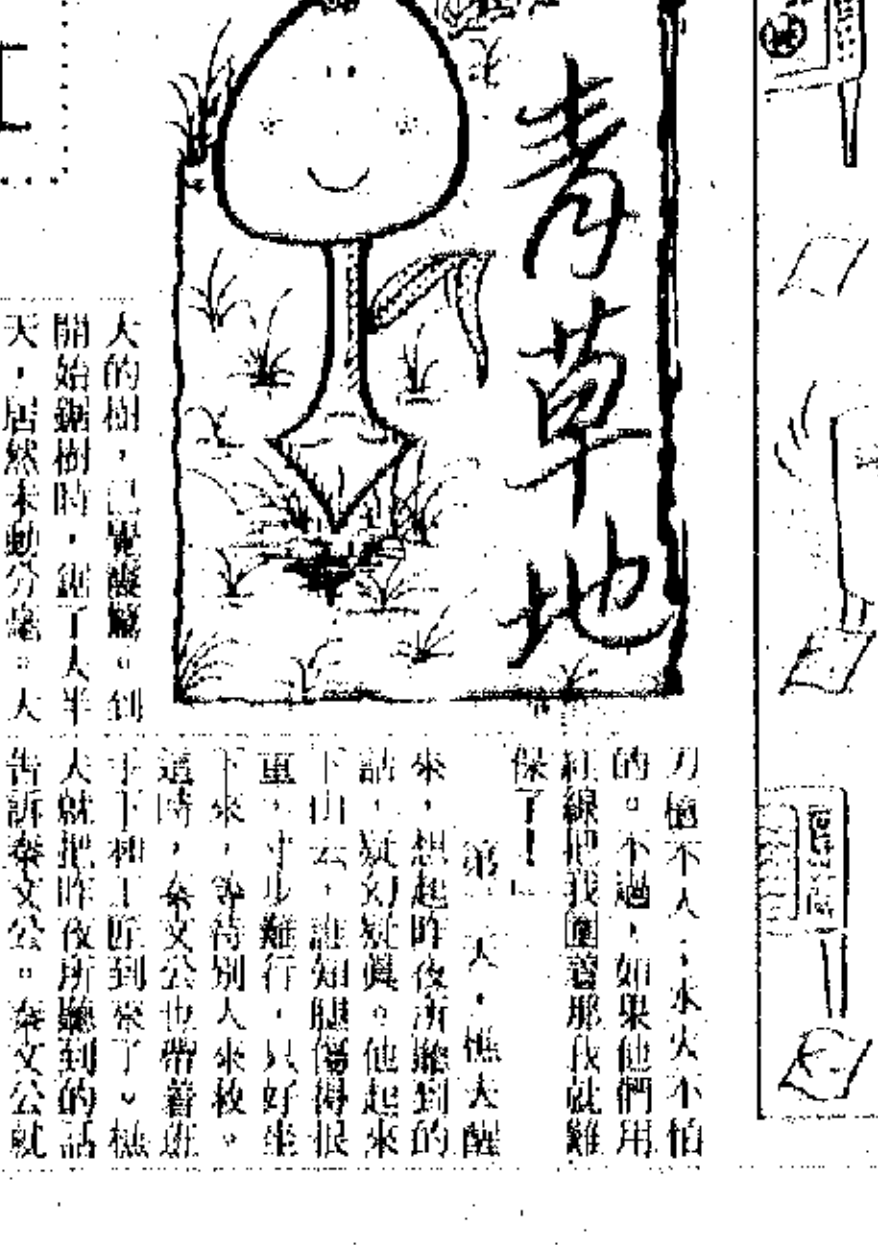 青草地
大的樹,已覺礙。到
開始鋸樹時,鋸了大半
天,居然未動分毫。大
刀槍不入;水火不怕
的。不過,如果他們用
紅線把我圍著那我就難
保了!
第二天,樵夫醒
來,想起昨夜所聽到的
話,疑幻疑真。他起來
下山去,誰知腿傷得很
重,寸步難行,只好坐
下來,等待別人來救。
這時,秦文公也帶着班
手下和工匠到來了。樵
夫就把昨夜所聽到的話
告訴秦文公。秦文公就